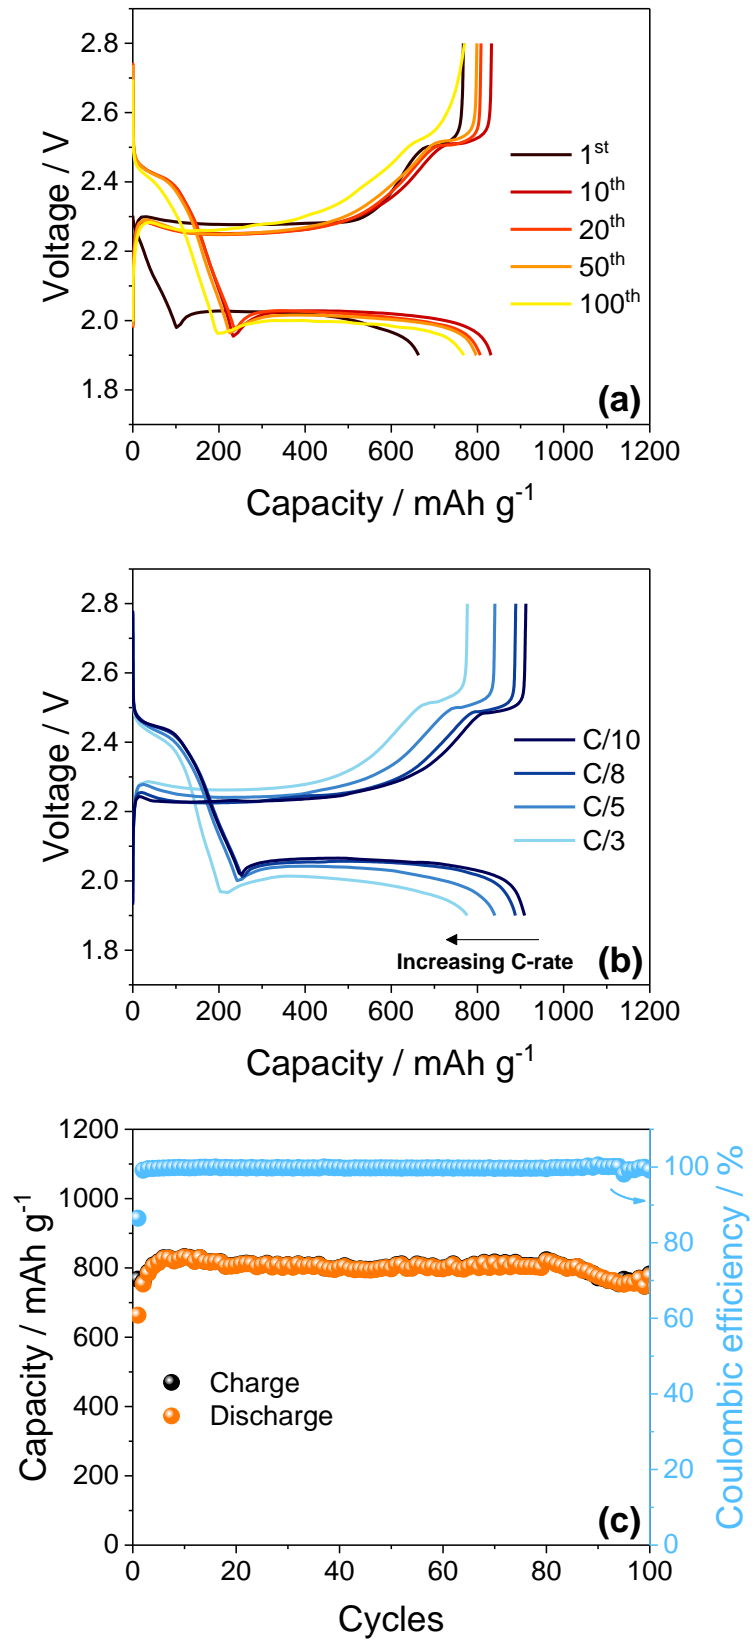 2.8
2.6
2.4
2.2
2.0
1.8
Voltage / V
1st
10th
20th
50th
100th
(a)
0 200 400 600 800 1000 1200
Capacity / mAh g-1
2.8
2.6
2.4
2.2
2.0
1.8
Voltage / V
C/10
C/8
C/5
C/3
Increasing C-rate
(b)
0 200 400 600 800 1000 1200
Capacity / mAh g-1
1200
1000
800
600
400
200
0
Capacity / mAh g-1
Charge
Discharge
(c)
100
80
60
40
20
0
Coulombic efficiency / %
0 20 40 60 80 100
Cycles